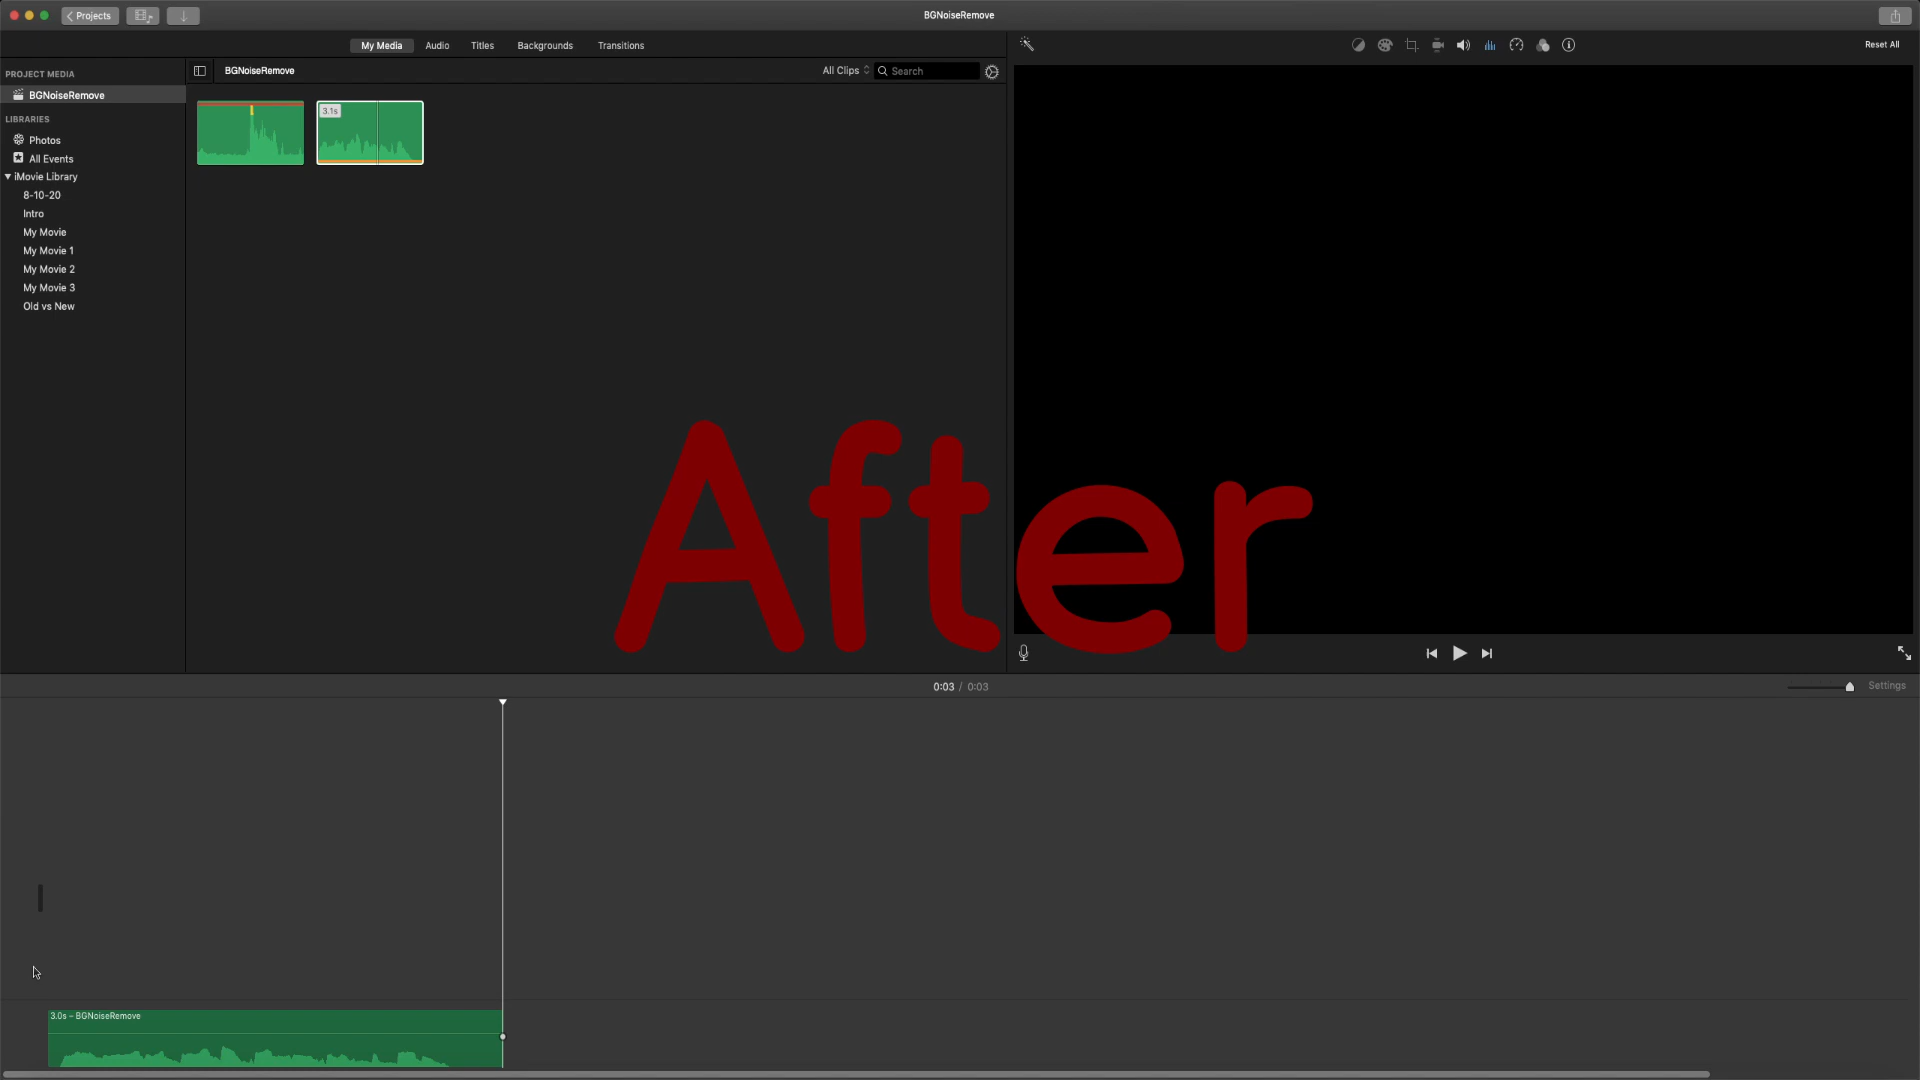 Projects
BGNoiseRemove
My Media
Audio
Titles
Backgrounds
Transitions
Reset All
PROJECT MEDIA
BGNoiseRemove
BGNoiseRemove
All Clips
Search
LIBRARIES
Photos
All Events
iMovie Library
8-10-20
Intro
My Movie
My Movie 1
My Movie 2
My Movie 3
Old vs New
3.1s
After
0:03 / 0:03
Settings
3.0s – BGNoiseRemove